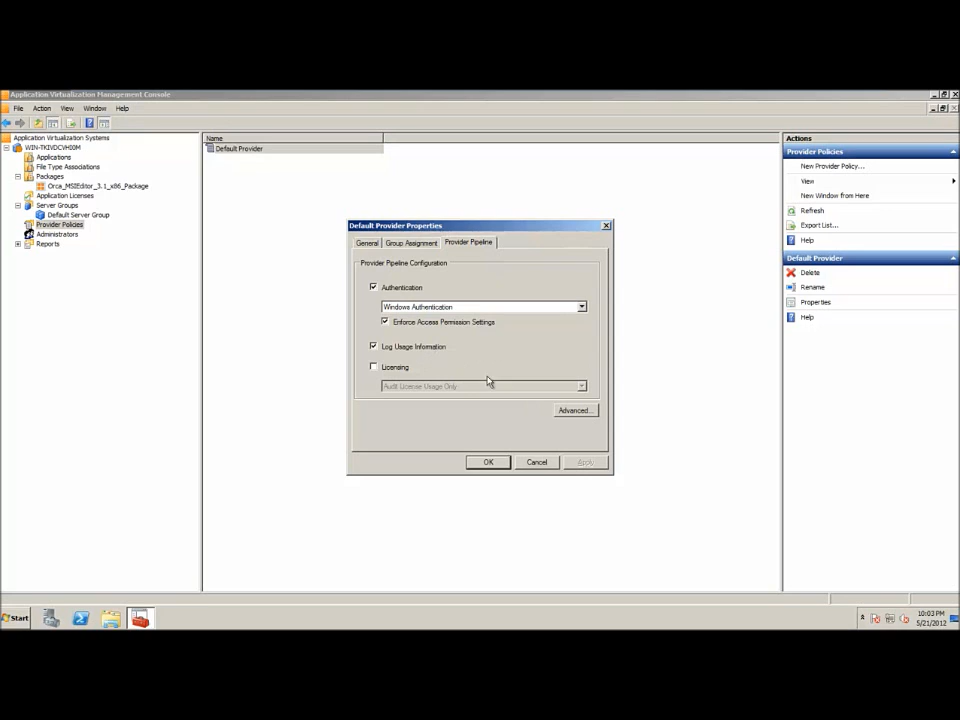 Application Virtualization Management Console
File Action View Window Help
Application Virtualization Systems
WIN-TKIVDCVHI0M
Applications
File Type Associations
Packages
Orca_MSIEditor_3.1_x86_Package
Application Licenses
Server Groups
Default Server Group
Provider Policies
Administrators
Reports
Name
Default Provider
Default Provider Properties
General Group Assignment Provider Pipeline
Provider Pipeline Configuration
Authentication
Windows Authentication
Enforce Access Permission Settings
Log Usage Information
Licensing
Audit License Usage Only
Advanced...
OK Cancel Apply
Actions
Provider Policies
New Provider Policy...
View
New Window from Here
Refresh
Export List...
Help
Default Provider
Delete
Rename
Properties
Help
Start
10:03 PM
5/21/2012